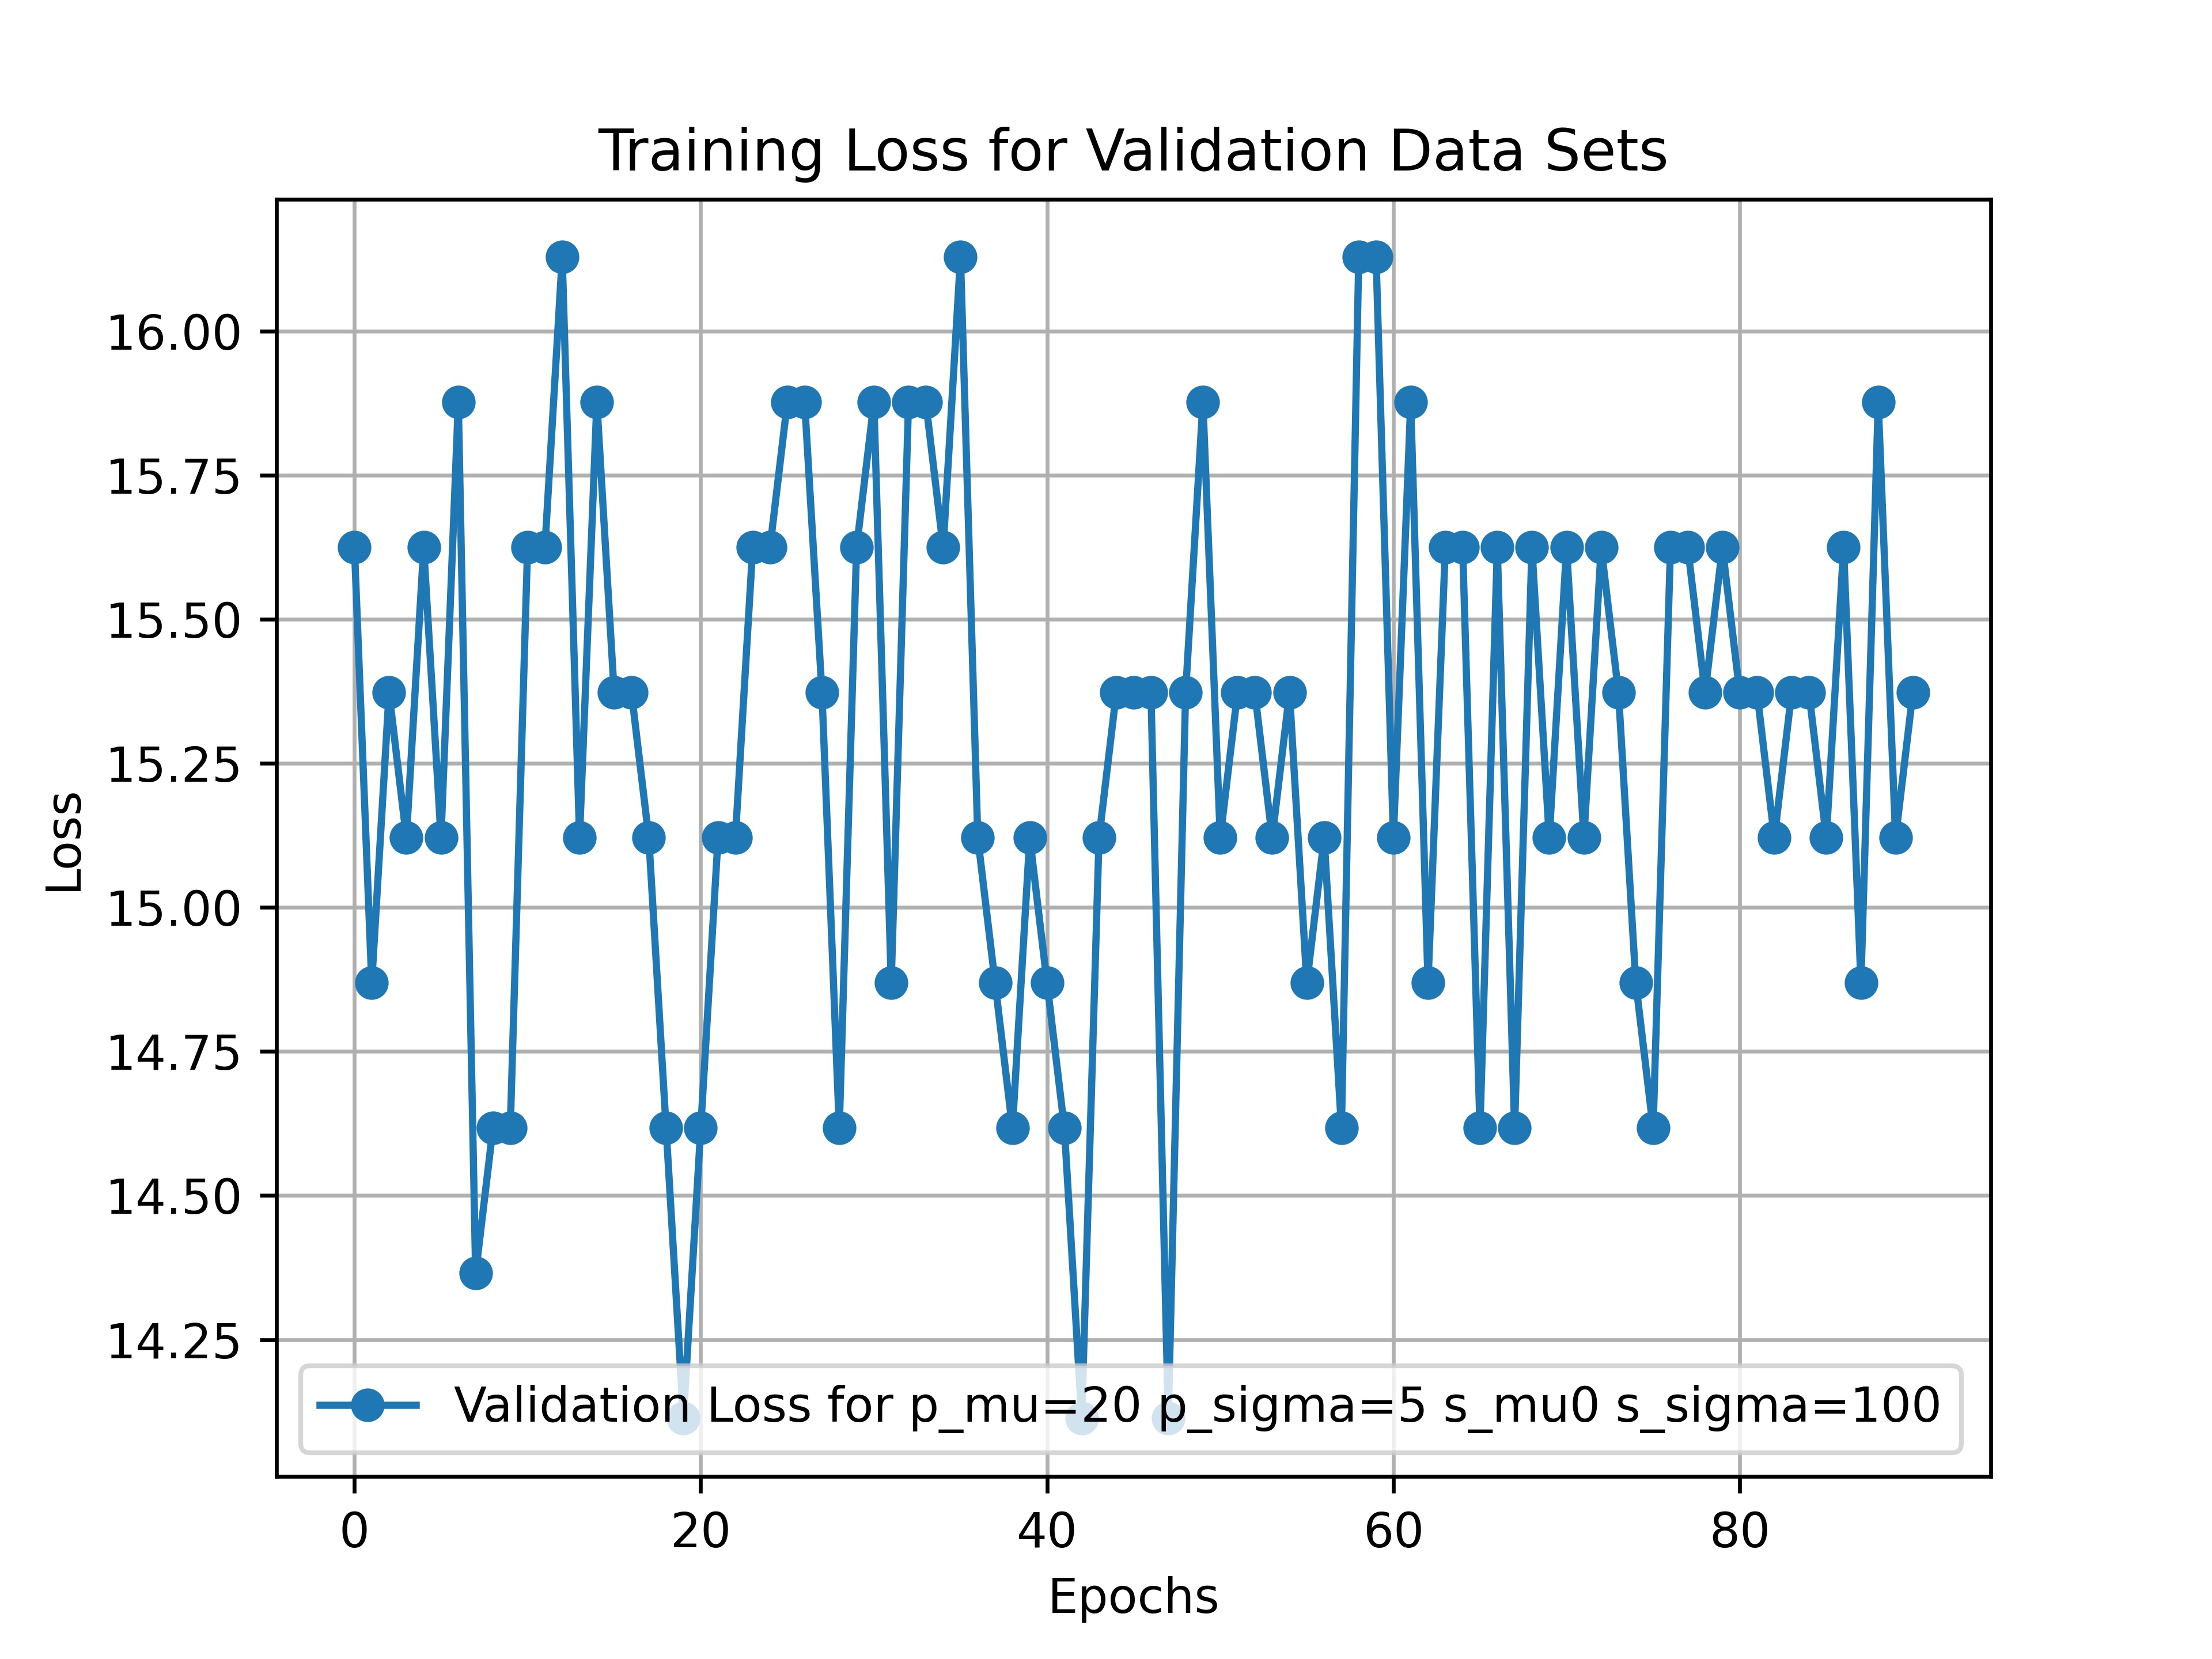 Training Loss for Validation Data Sets
16.00
15.75
15.50
15.25
15.00
14.75
14.50
14.25
Loss
Validation Loss for p_mu=20 p_sigma=5 s_mu0 s_sigma=100
0 20 40 60 80
Epochs